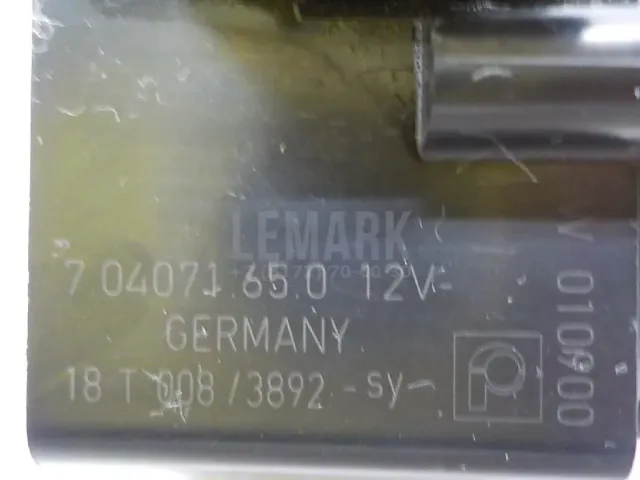 LEMARK
7.04071.65.0 12V-
GERMANY
18 T 008/3892 -sy-
V 010900